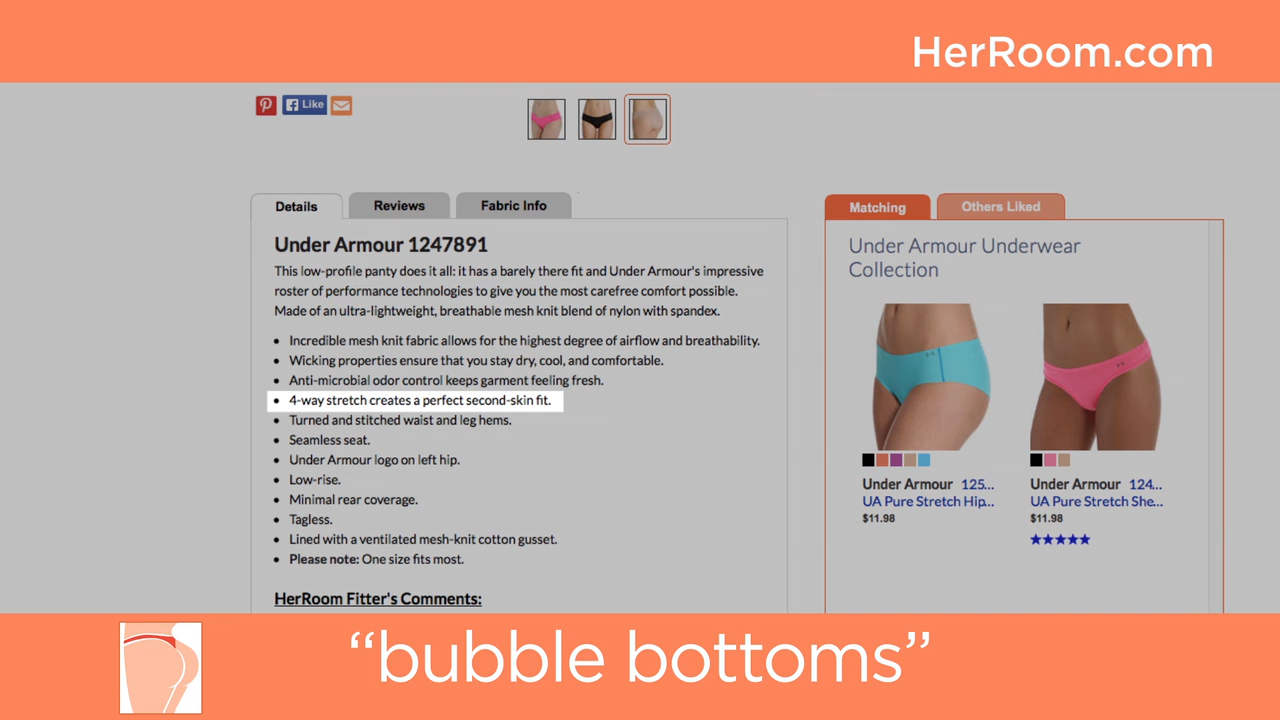 HerRoom.com
Like
Details
Reviews
Fabric Info
Under Armour 1247891
This low-profile panty does it all: it has a barely there fit and Under Armour's impressive
roster of performance technologies to give you the most carefree comfort possible.
Made of an ultra-lightweight, breathable mesh knit blend of nylon with spandex.
• Incredible mesh knit fabric allows for the highest degree of airflow and breathability.
• Wicking properties ensure that you stay dry, cool, and comfortable.
• Anti-microbial odor control keeps garment feeling fresh.
• 4-way stretch creates a perfect second-skin fit.
• Turned and stitched waist and leg hems.
• Seamless seat.
• Under Armour logo on left hip.
• Low-rise.
• Minimal rear coverage.
• Tagless.
• Lined with a ventilated mesh-knit cotton gusset.
• Please note: One size fits most.
HerRoom Fitter's Comments:
Matching
Others Liked
Under Armour Underwear
Collection
Under Armour 125...
UA Pure Stretch Hip...
$11.98
Under Armour 124...
UA Pure Stretch She...
$11.98
“bubble bottoms”